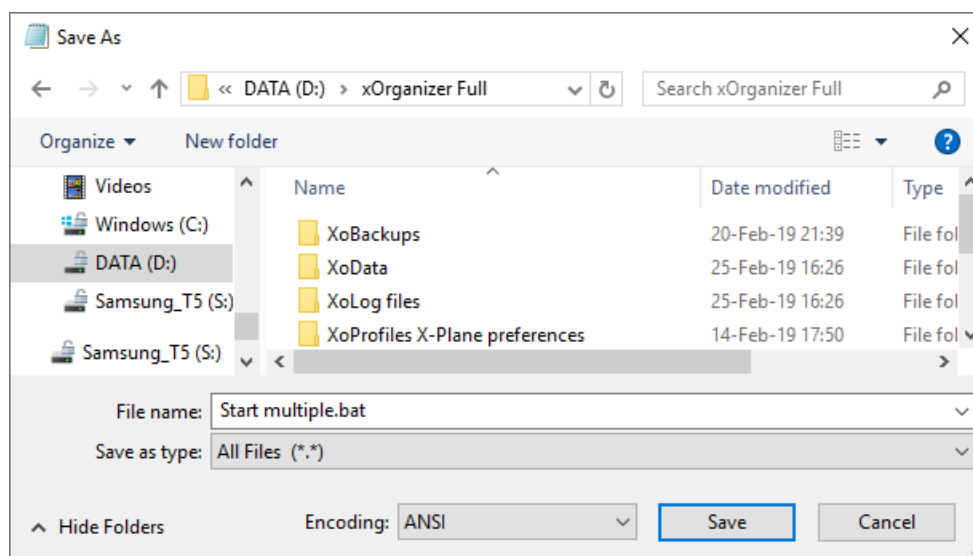 Save As
« DATA (D:) › xOrganizer Full
Search xOrganizer Full
Organize
New folder
Videos
Windows (C:)
DATA (D:)
Samsung_T5 (S:)
Samsung_T5 (S:)
Name Date modified Type
XoBackups 20-Feb-19 21:39 File fol
XoData 25-Feb-19 16:26 File fol
XoLog files 25-Feb-19 16:26 File fol
XoProfiles X-Plane preferences 14-Feb-19 17:50 File fol
File name: Start multiple.bat
Save as type: All Files (*.*)
Hide Folders
Encoding: ANSI
Save
Cancel